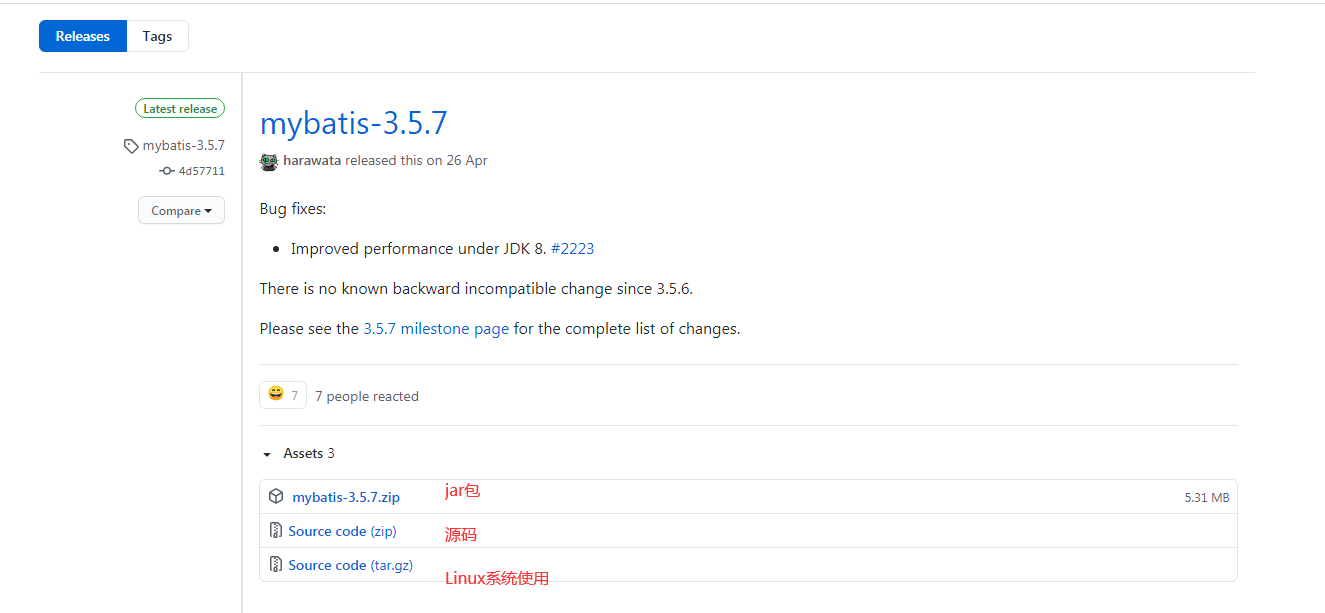 Releases Tags
Latest release
mybatis-3.5.7
4d57711
Compare
mybatis-3.5.7
harawata released this on 26 Apr
Bug fixes:
Improved performance under JDK 8. #2223
There is no known backward incompatible change since 3.5.6.
Please see the 3.5.7 milestone page for the complete list of changes.
7 7 people reacted
Assets 3
mybatis-3.5.7.zip jar包 5.31 MB
Source code (zip) 源码
Source code (tar.gz) Linux系统使用